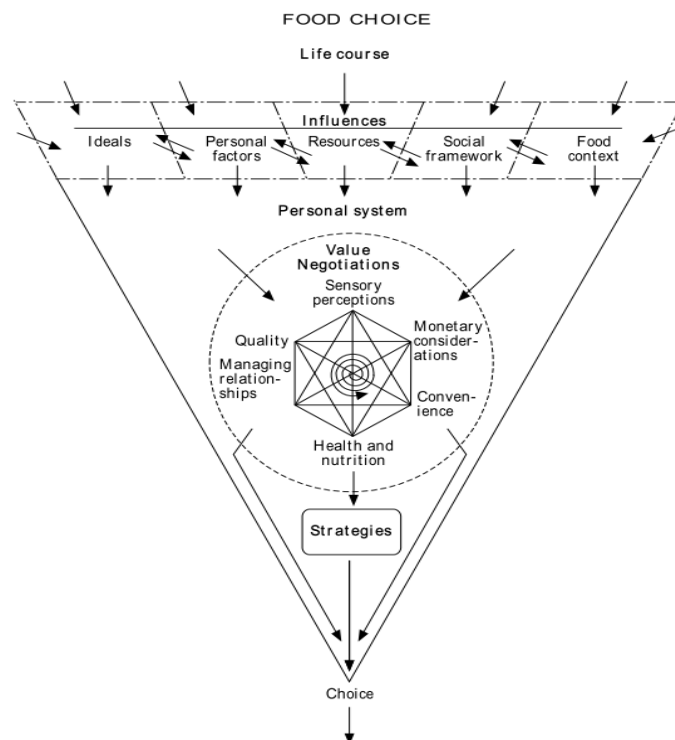 FOOD CHOICE
Life course
Influences
Ideals
Personal
factors
Resources
Social
framework
Food
context
Personal system
Value
Negotiations
Sensory
perceptions
Quality
Monetary
consider-
ations
Managing
relation-
ships
Conven-
ience
Health and
nutrition
Strategies
Choice